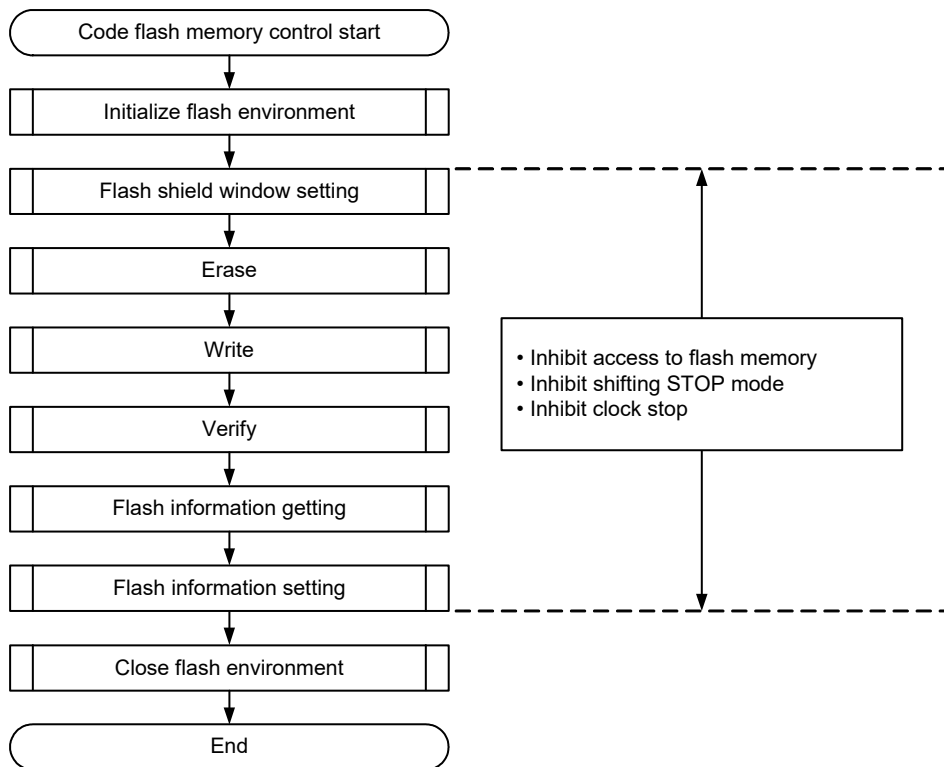 Code flash memory control start
Initialize flash environment
Flash shield window setting
Erase
Write
• Inhibit access to flash memory
• Inhibit shifting STOP mode
• Inhibit clock stop
Verify
Flash information getting
Flash information setting
Close flash environment
End